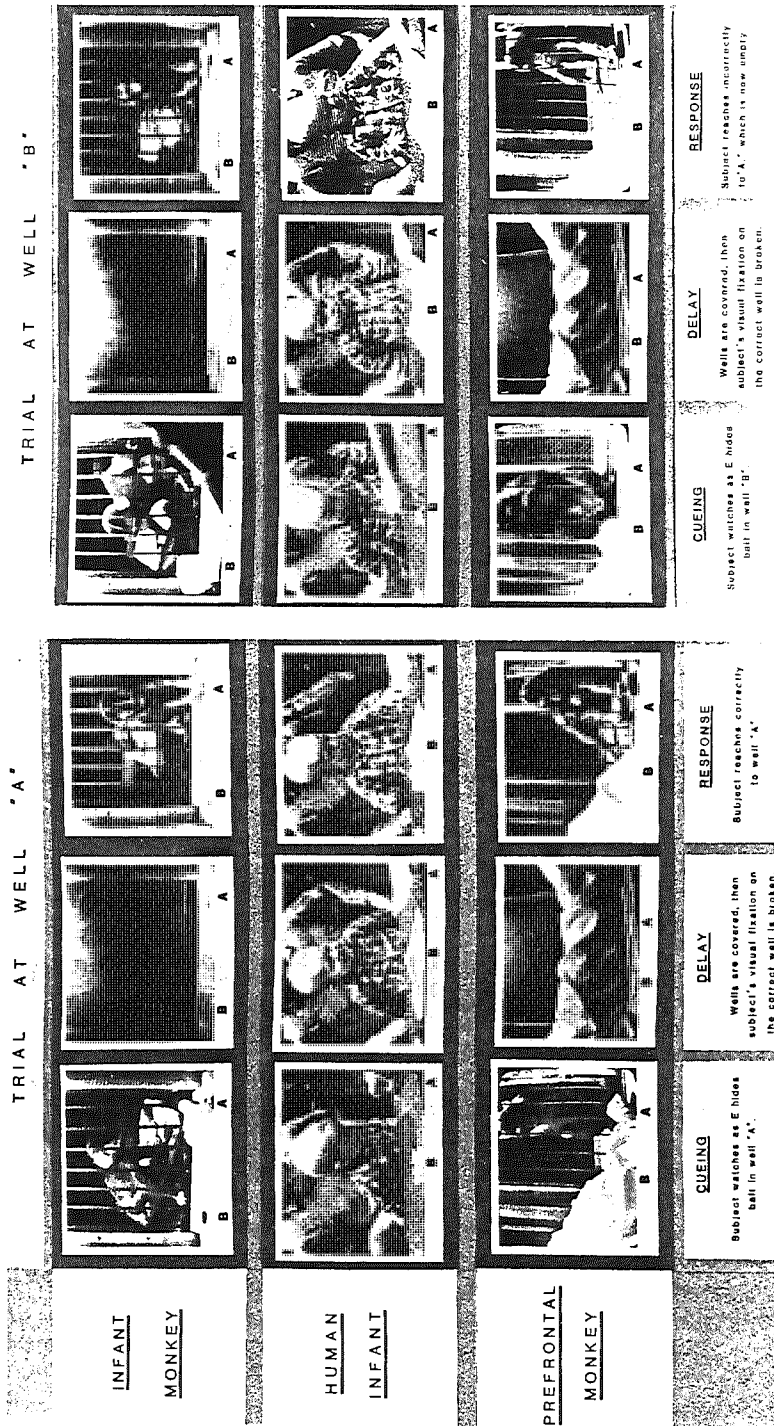 TRIAL AT WELL "A"
TRIAL AT WELL "B"
INFANT
MONKEY
B A
B A
B A
B A
B A
B A
HUMAN
INFANT
B A
B A
B A
B A
B A
B A
PREFRONTAL
MONKEY
B A
B A
B A
B A
B A
B A
CUEING
Subject watches as E hides
bait in well "A".
DELAY
Wells are covered, then
subject's visual fixation on
the correct well is broken
RESPONSE
Subject reaches correctly
to well "A"
CUEING
Subject watches as E hides
bait in well "B".
DELAY
Wells are covered, then
subject's visual fixation on
the correct well is broken.
RESPONSE
Subject reaches incorrectly
to "A," which is now empty